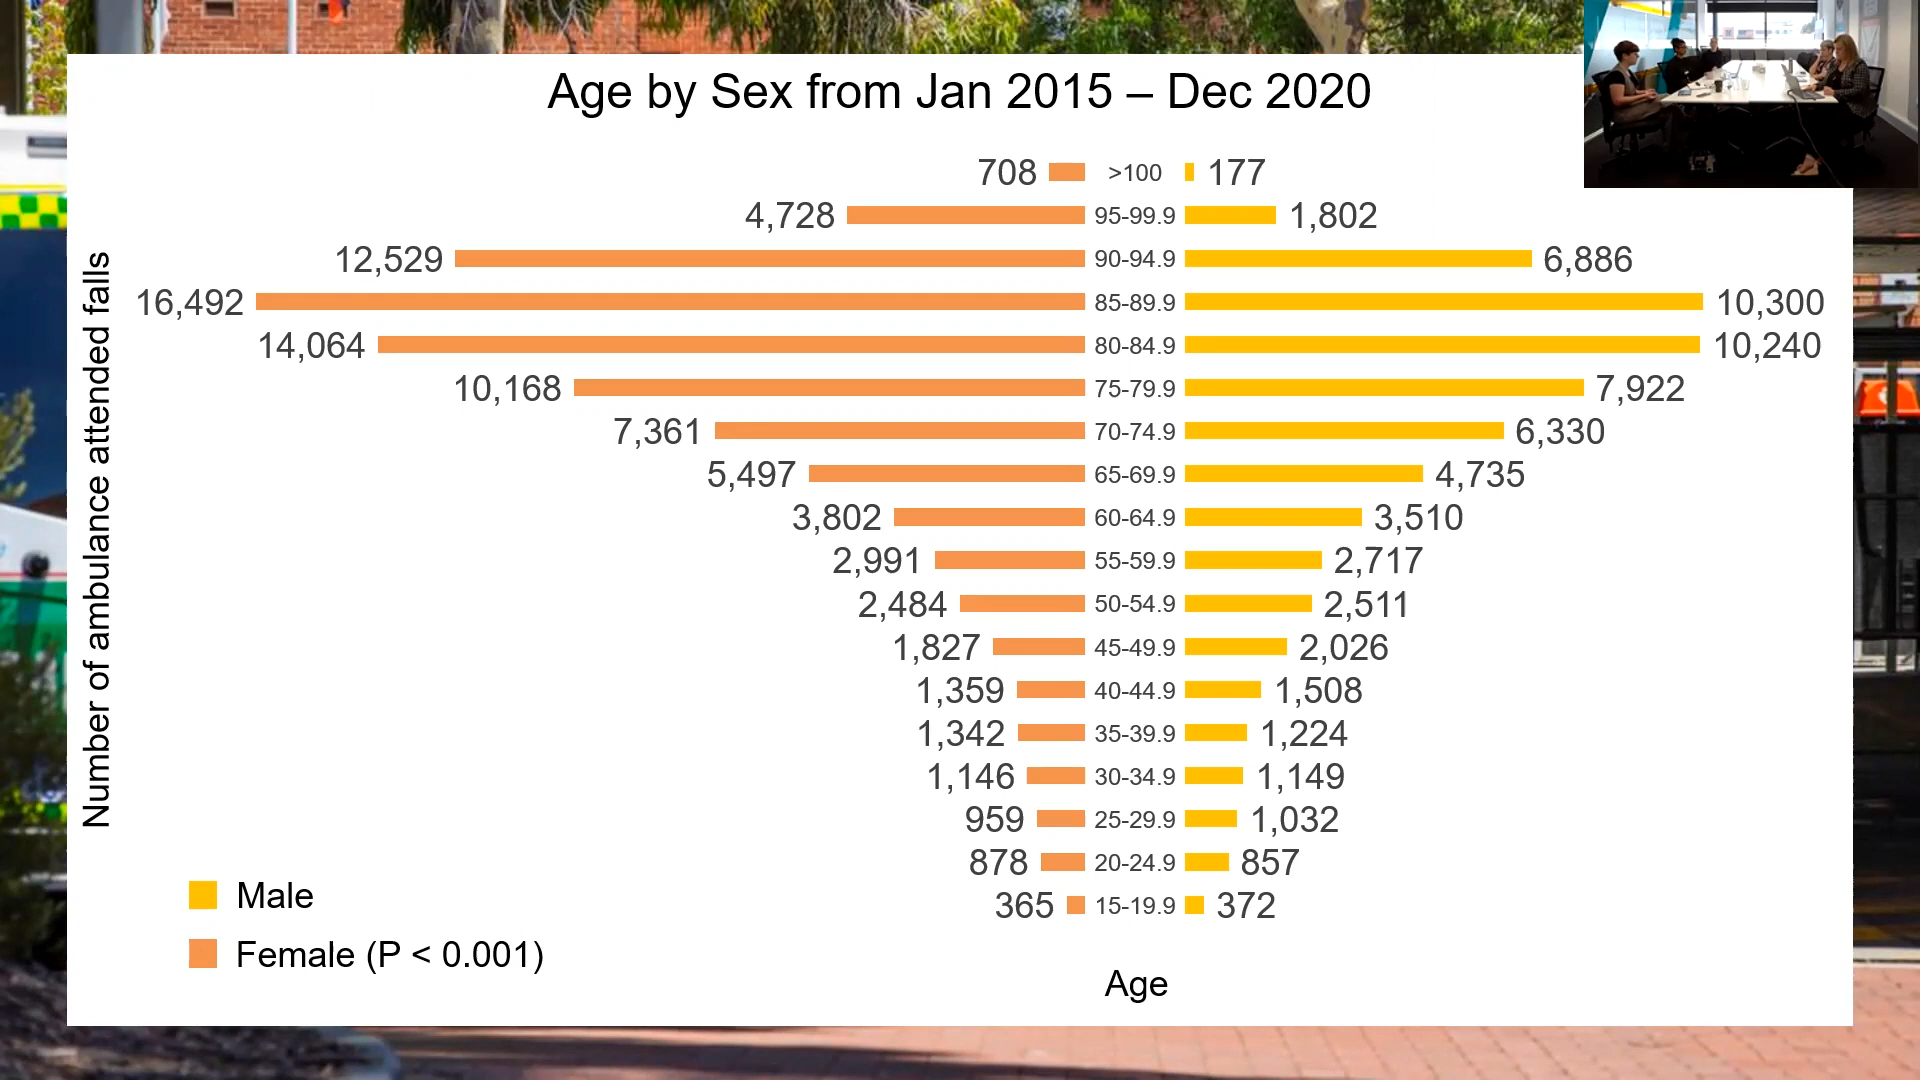 Age by Sex from Jan 2015 – Dec 2020
708 >100 177
4,728 95-99.9 1,802
12,529 90-94.9 6,886
16,492 85-89.9 10,300
14,064 80-84.9 10,240
10,168 75-79.9 7,922
7,361 70-74.9 6,330
5,497 65-69.9 4,735
3,802 60-64.9 3,510
2,991 55-59.9 2,717
2,484 50-54.9 2,511
1,827 45-49.9 2,026
1,359 40-44.9 1,508
1,342 35-39.9 1,224
1,146 30-34.9 1,149
959 25-29.9 1,032
878 20-24.9 857
365 15-19.9 372
Number of ambulance attended falls
Male
Female (P < 0.001)
Age